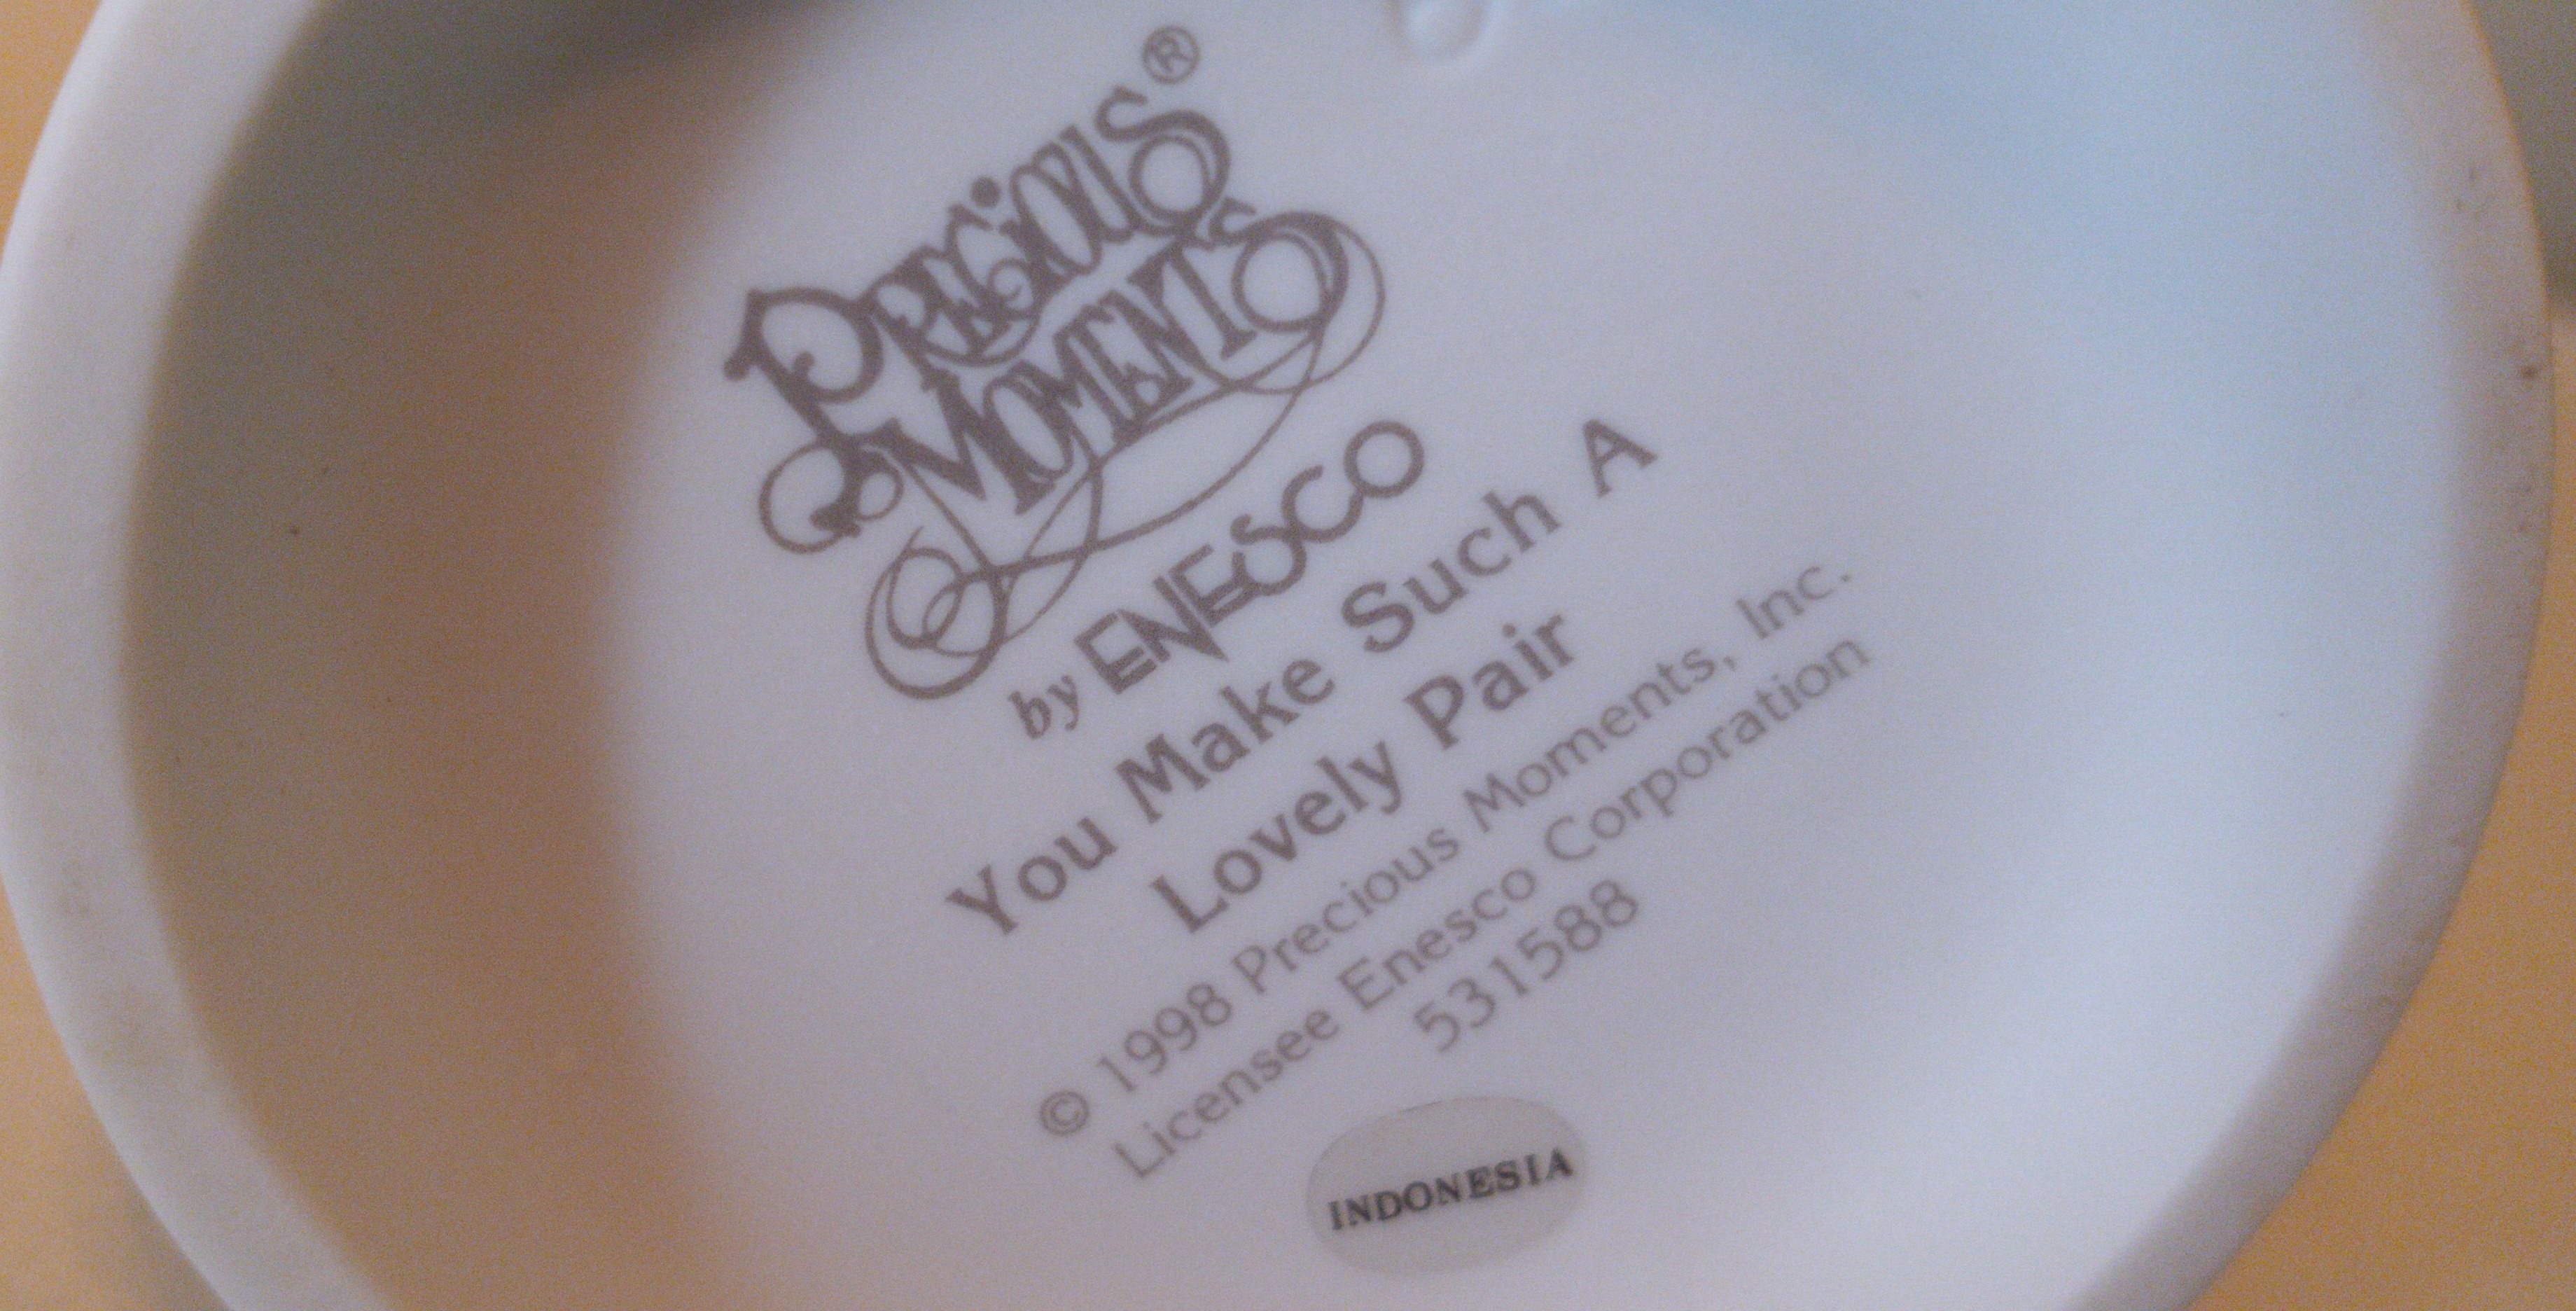 PRECIOUS ®
MOMENTS
by ENESCO
You Make Such A
Lovely Pair
© 1998 Precious Moments, Inc.
Licensee Enesco Corporation
531588
INDONESIA